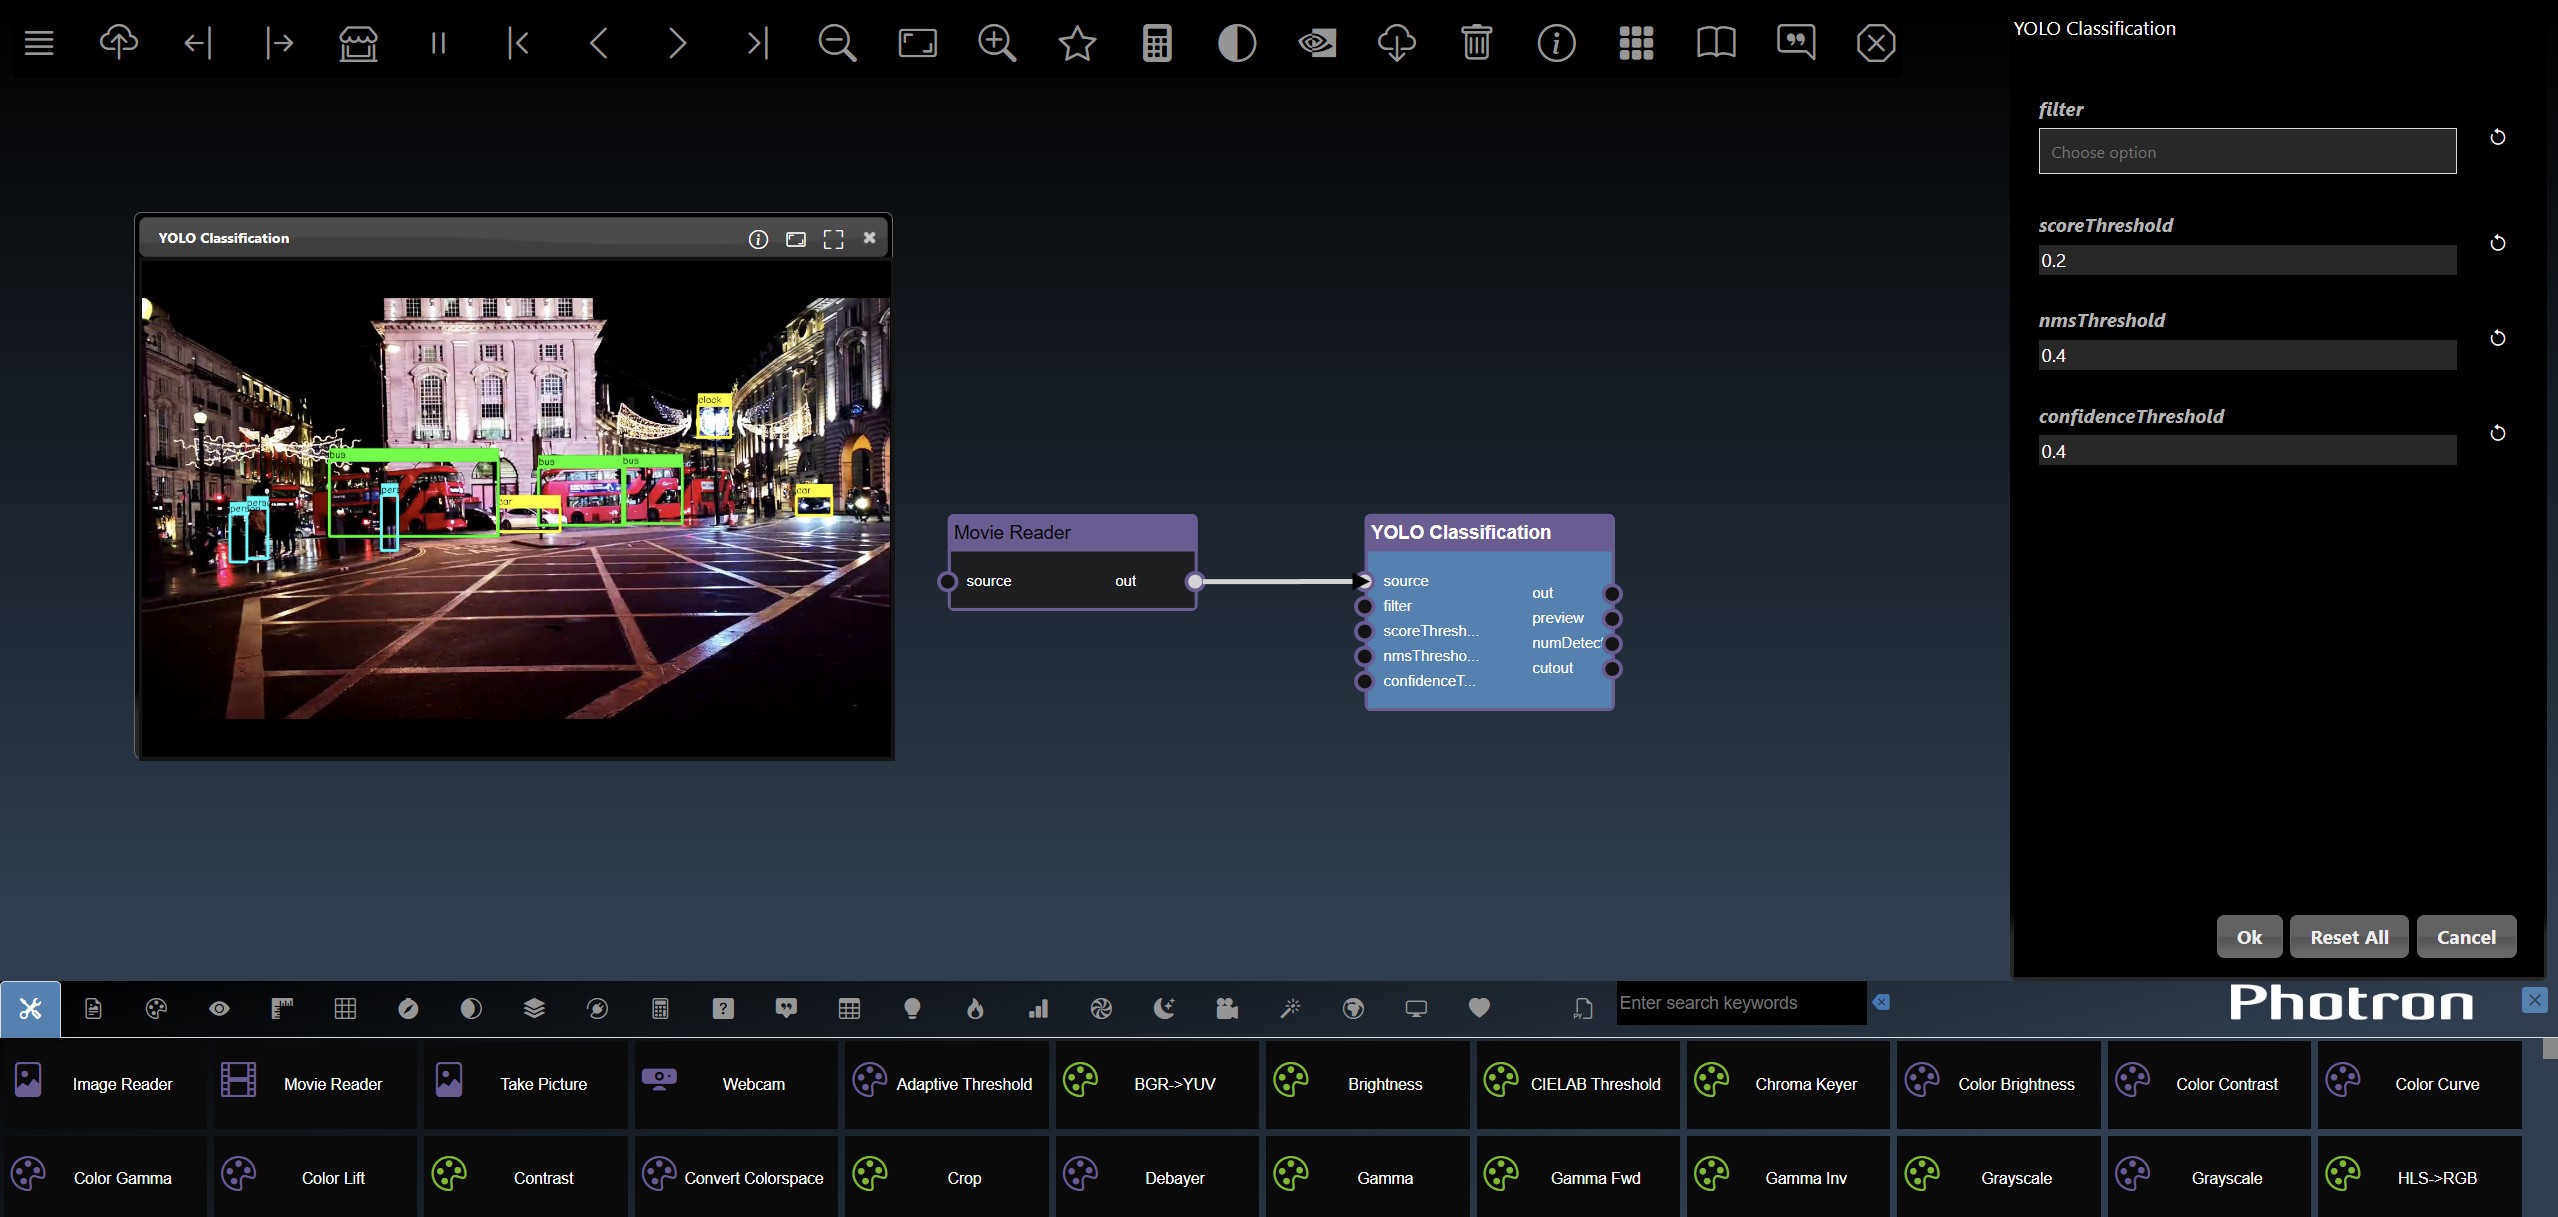 YOLO Classification
filter
Choose option
scoreThreshold
0.2
nmsThreshold
0.4
confidenceThreshold
0.4
Ok
Reset All
Cancel
YOLO Classification
clock
bus
bus
bus
pers
pers
pers
car
car
Movie Reader
source
out
YOLO Classification
source
filter
scoreThresh...
nmsThresho...
confidenceT...
out
preview
numDetec
cutout
Enter search keywords
Photron
Image Reader
Movie Reader
Take Picture
Webcam
Adaptive Threshold
BGR->YUV
Brightness
CIELAB Threshold
Chroma Keyer
Color Brightness
Color Contrast
Color Curve
Color Gamma
Color Lift
Contrast
Convert Colorspace
Crop
Debayer
Gamma
Gamma Fwd
Gamma Inv
Grayscale
Grayscale
HLS->RGB